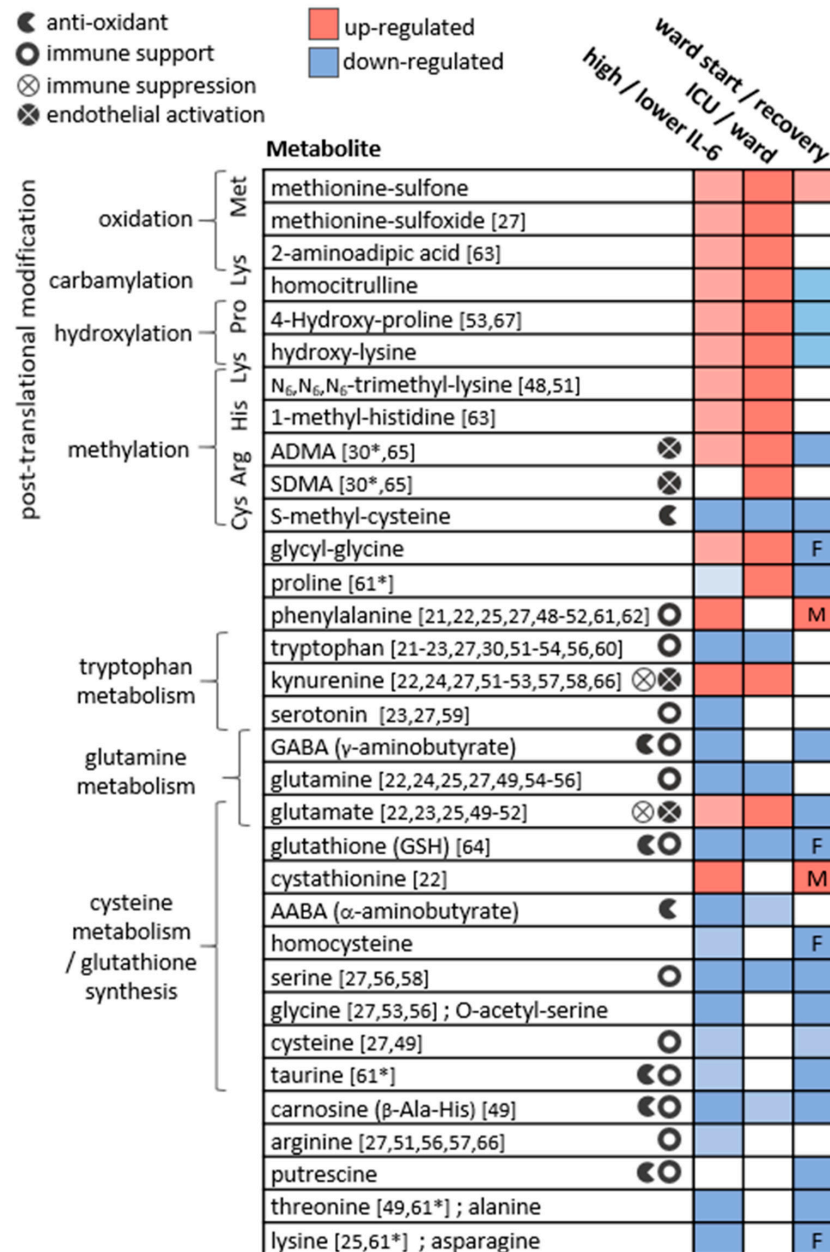 anti-oxidant
immune support
immune suppression
endothelial activation
up-regulated
down-regulated
high / lower IL-6
ICU / ward
ward start / recovery
Metabolite
post-translational modification
oxidation
carbamylation
hydroxylation
methylation
Met
Lys
Pro
Lys
His
Arg
Cys
methionine-sulfone
methionine-sulfoxide [27]
2-aminoadipic acid [63]
homocitrulline
4-Hydroxy-proline [53,67]
hydroxy-lysine
N₆,N₆,N₆-trimethyl-lysine [48,51]
1-methyl-histidine [63]
ADMA [30*,65]
SDMA [30*,65]
S-methyl-cysteine
glycyl-glycine F
proline [61*]
phenylalanine [21,22,25,27,48-52,61,62] M
tryptophan
metabolism
tryptophan [21-23,27,30,51-54,56,60]
kynurenine [22,24,27,51-53,57,58,66]
serotonin [23,27,59]
glutamine
metabolism
GABA (γ-aminobutyrate)
glutamine [22,24,25,27,49,54-56]
glutamate [22,23,25,49-52]
cysteine
metabolism
/ glutathione
synthesis
glutathione (GSH) [64] F
cystathionine [22] M
AABA (α-aminobutyrate)
homocysteine F
serine [27,56,58]
glycine [27,53,56] ; O-acetyl-serine
cysteine [27,49]
taurine [61*]
carnosine (β-Ala-His) [49]
arginine [27,51,56,57,66]
putrescine
threonine [49,61*] ; alanine
lysine [25,61*] ; asparagine F